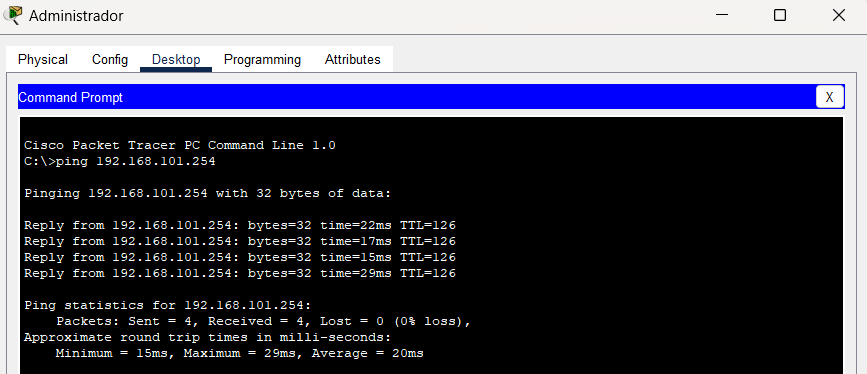 Administrador
Physical Config Desktop Programming Attributes
Command Prompt X
Cisco Packet Tracer PC Command Line 1.0
C:\>ping 192.168.101.254
Pinging 192.168.101.254 with 32 bytes of data:
Reply from 192.168.101.254: bytes=32 time=22ms TTL=126
Reply from 192.168.101.254: bytes=32 time=17ms TTL=126
Reply from 192.168.101.254: bytes=32 time=15ms TTL=126
Reply from 192.168.101.254: bytes=32 time=29ms TTL=126
Ping statistics for 192.168.101.254:
Packets: Sent = 4, Received = 4, Lost = 0 (0% loss),
Approximate round trip times in milli-seconds:
Minimum = 15ms, Maximum = 29ms, Average = 20ms